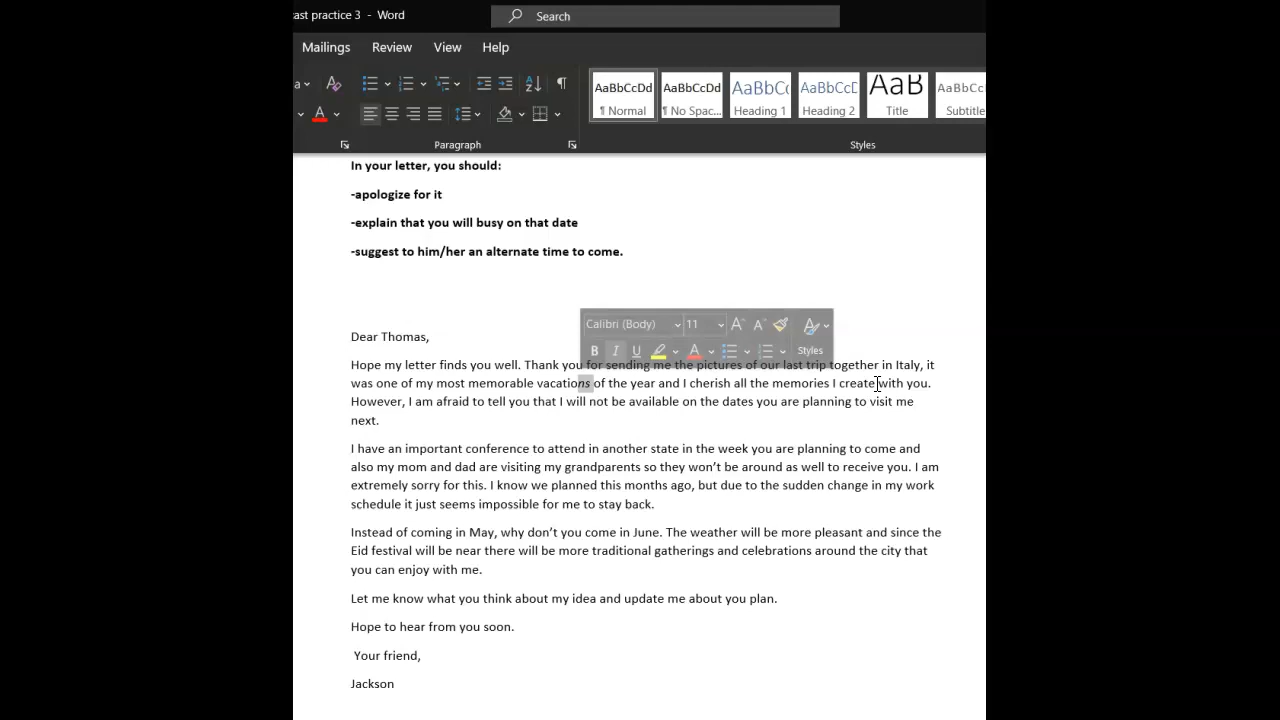 ast practice 3 - Word
Search
Mailings Review View Help
AaBbCcDd AaBbCcDd AaBbC AaBbCcC AaB AaBbCc
¶ Normal ¶ No Spac... Heading 1 Heading 2 Title Subtitle
Paragraph Styles
In your letter, you should:
-apologize for it
-explain that you will busy on that date
-suggest to him/her an alternate time to come.
Calibri (Body) 11
B I U Styles
Dear Thomas,
Hope my letter finds you well. Thank you for sending me the pictures of our last trip together in Italy, it
was one of my most memorable vacations of the year and I cherish all the memories I create with you.
However, I am afraid to tell you that I will not be available on the dates you are planning to visit me
next.
I have an important conference to attend in another state in the week you are planning to come and
also my mom and dad are visiting my grandparents so they won’t be around as well to receive you. I am
extremely sorry for this. I know we planned this months ago, but due to the sudden change in my work
schedule it just seems impossible for me to stay back.
Instead of coming in May, why don’t you come in June. The weather will be more pleasant and since the
Eid festival will be near there will be more traditional gatherings and celebrations around the city that
you can enjoy with me.
Let me know what you think about my idea and update me about you plan.
Hope to hear from you soon.
Your friend,
Jackson